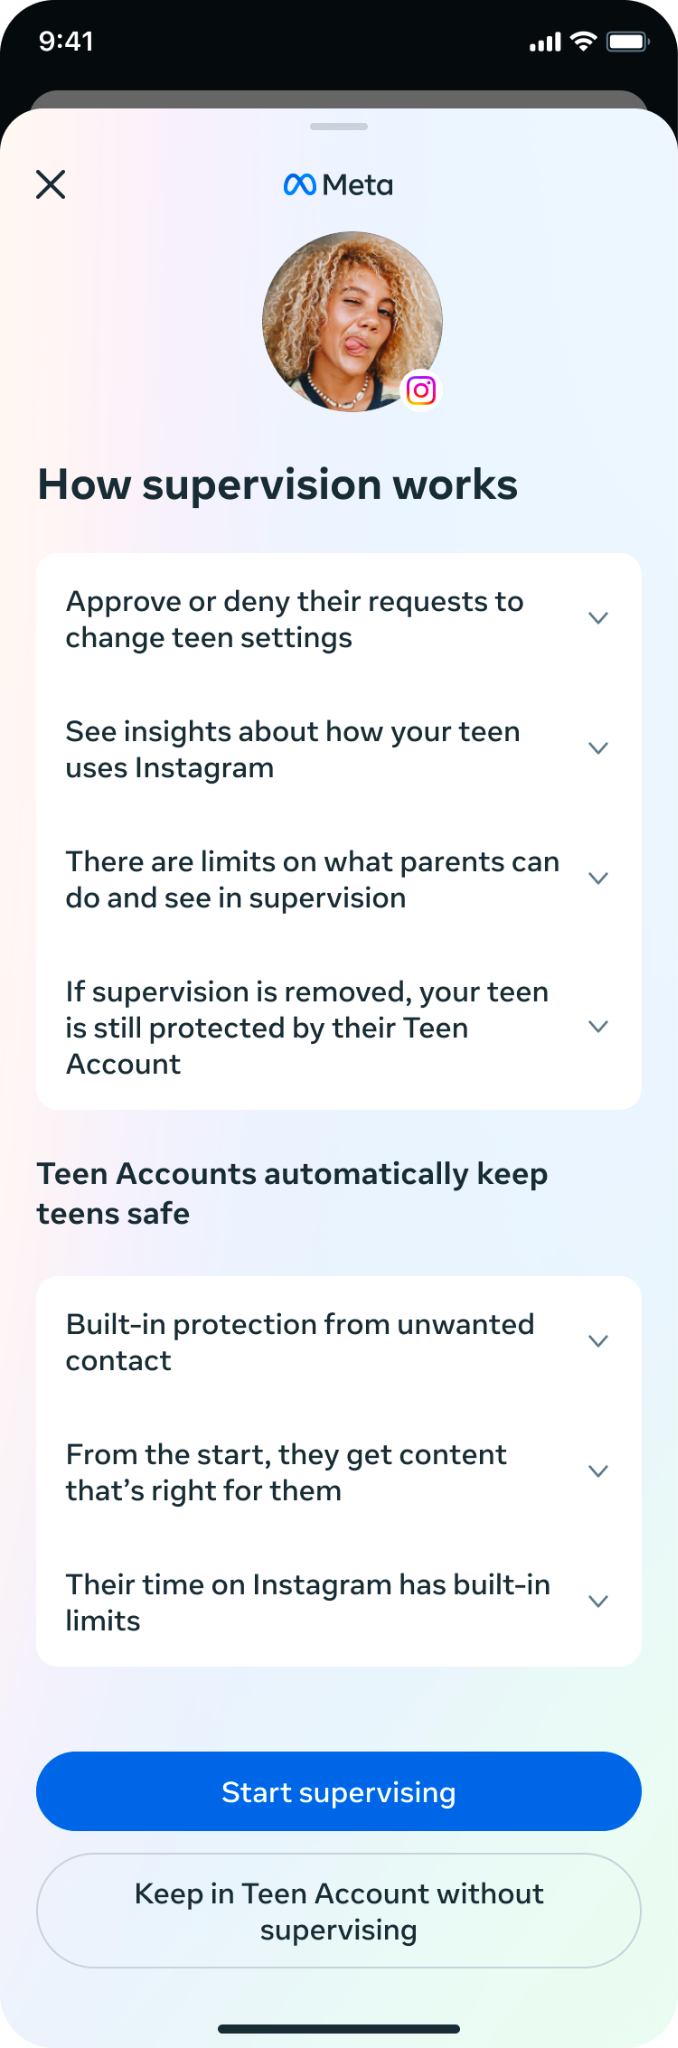 9:41
Meta
How supervision works
Approve or deny their requests to
change teen settings
See insights about how your teen
uses Instagram
There are limits on what parents can
do and see in supervision
If supervision is removed, your teen
is still protected by their Teen
Account
Teen Accounts automatically keep
teens safe
Built-in protection from unwanted
contact
From the start, they get content
that’s right for them
Their time on Instagram has built-in
limits
Start supervising
Keep in Teen Account without
supervising